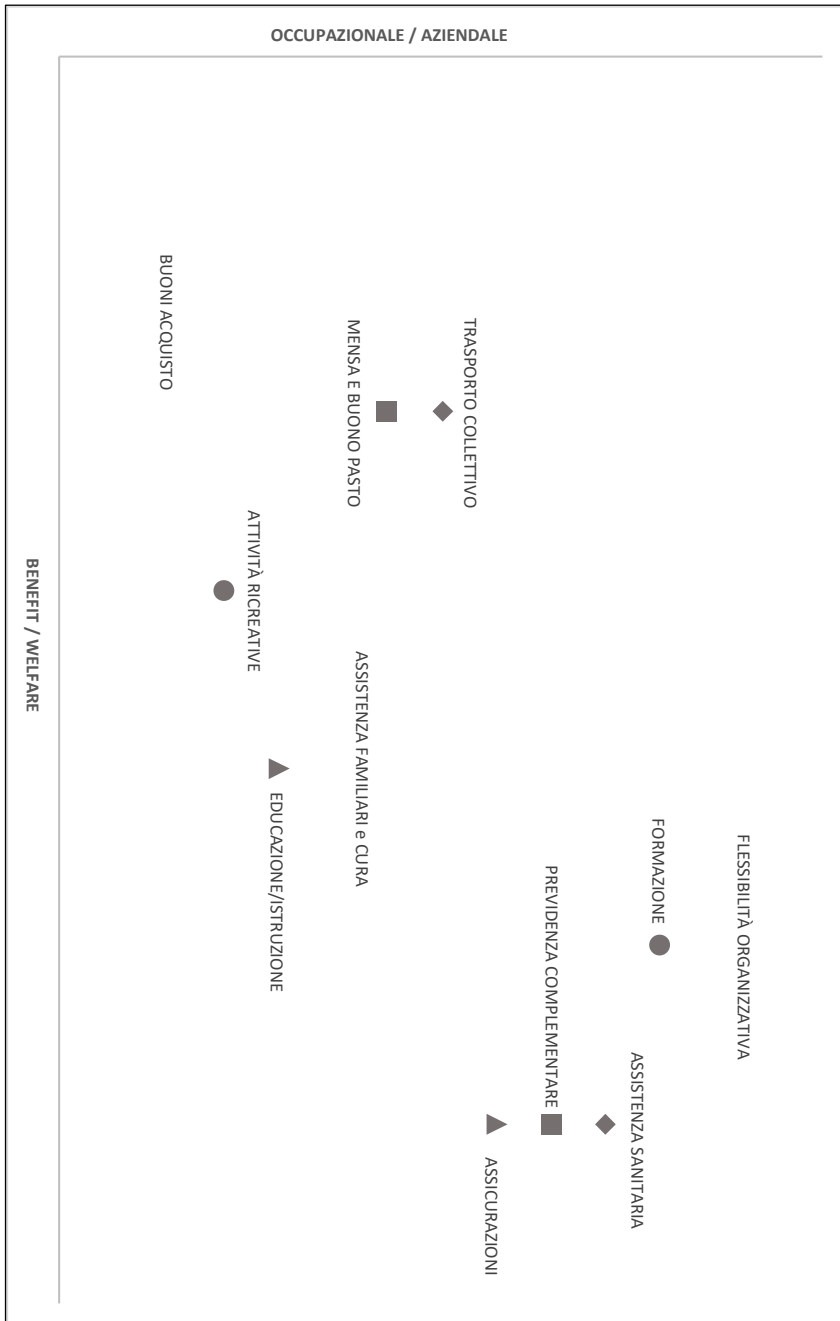 OCCUPAZIONALE / AZIENDALE
FLESSIBILITÀ ORGANIZZATIVA
FORMAZIONE
ASSISTENZA SANITARIA
PREVIDENZA COMPLEMENTARE
ASSICURAZIONI
TRASPORTO COLLETTIVO
MENSA E BUONO PASTO
ASSISTENZA FAMILIARI e CURA
EDUCAZIONE/ISTRUZIONE
ATTIVITÀ RICREATIVE
BUONI ACQUISTO
BENEFIT / WELFARE